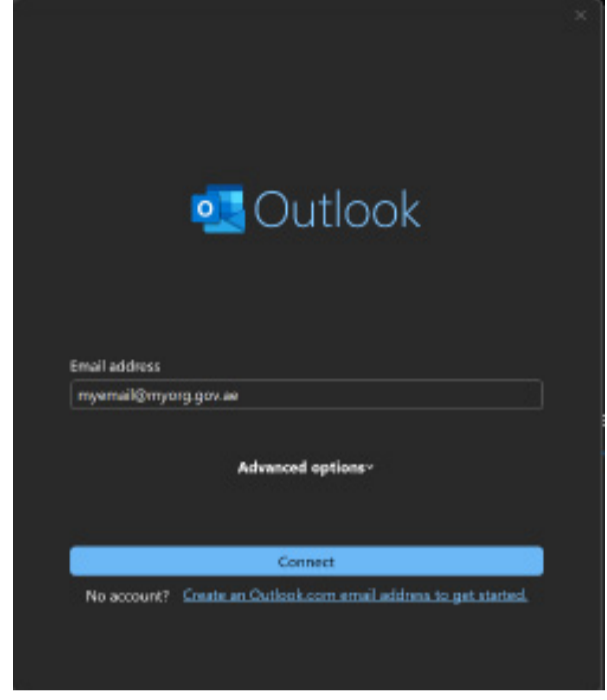 Outlook
Email address
myemail@myorg.gov.ae
Advanced options
Connect
No account? Create an Outlook.com email address to get started.